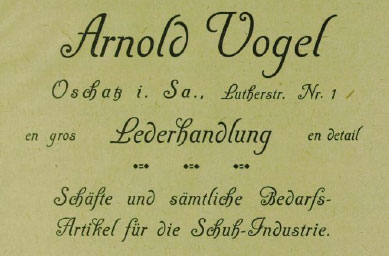 Arnold Vogel
Oschatz i. Sa., Lutherstr. Nr. 1
en gros Lederhandlung en detail
Schäfte und sämtliche Bedarfs-
Artikel für die Schuh-Industrie.